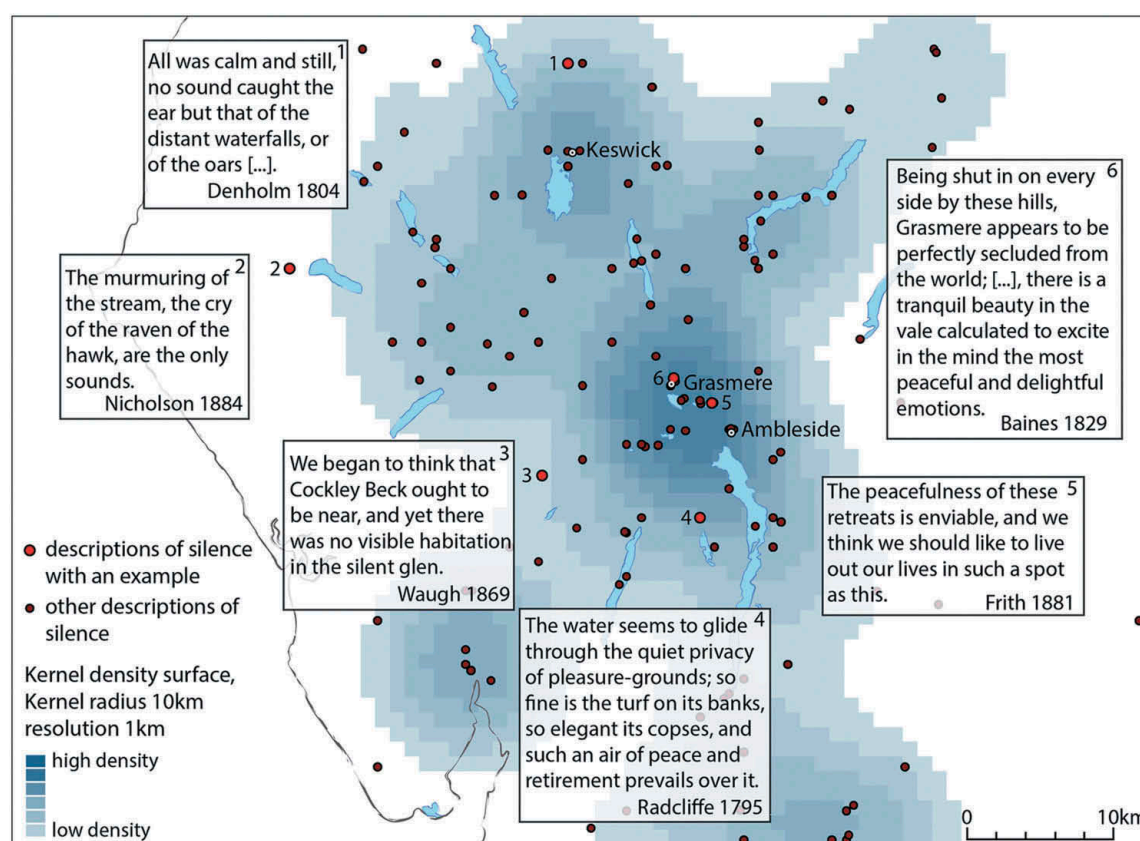 1
All was calm and still,
no sound caught the
ear but that of the
distant waterfalls, or
of the oars [...].
Denholm 1804
1
Keswick
6
Being shut in on every
side by these hills,
Grasmere appears to be
perfectly secluded from
the world; [...], there is a
tranquil beauty in the
vale calculated to excite
in the mind the most
peaceful and delightful
emotions.
Baines 1829
2
2
The murmuring of
the stream, the cry
of the raven of the
hawk, are the only
sounds.
Nicholson 1884
6 Grasmere
5
Ambleside
3
We began to think that
Cockley Beck ought to
be near, and yet there
was no visible habitation
in the silent glen.
Waugh 1869
3
4
5
The peacefulness of these
retreats is enviable, and we
think we should like to live
out our lives in such a spot
as this.
Frith 1881
4
The water seems to glide
through the quiet privacy
of pleasure-grounds; so
fine is the turf on its banks,
so elegant its copses, and
such an air of peace and
retirement prevails over it.
Radcliffe 1795
descriptions of silence
with an example
other descriptions of
silence
Kernel density surface,
Kernel radius 10km
resolution 1km
high density
low density
0 10km